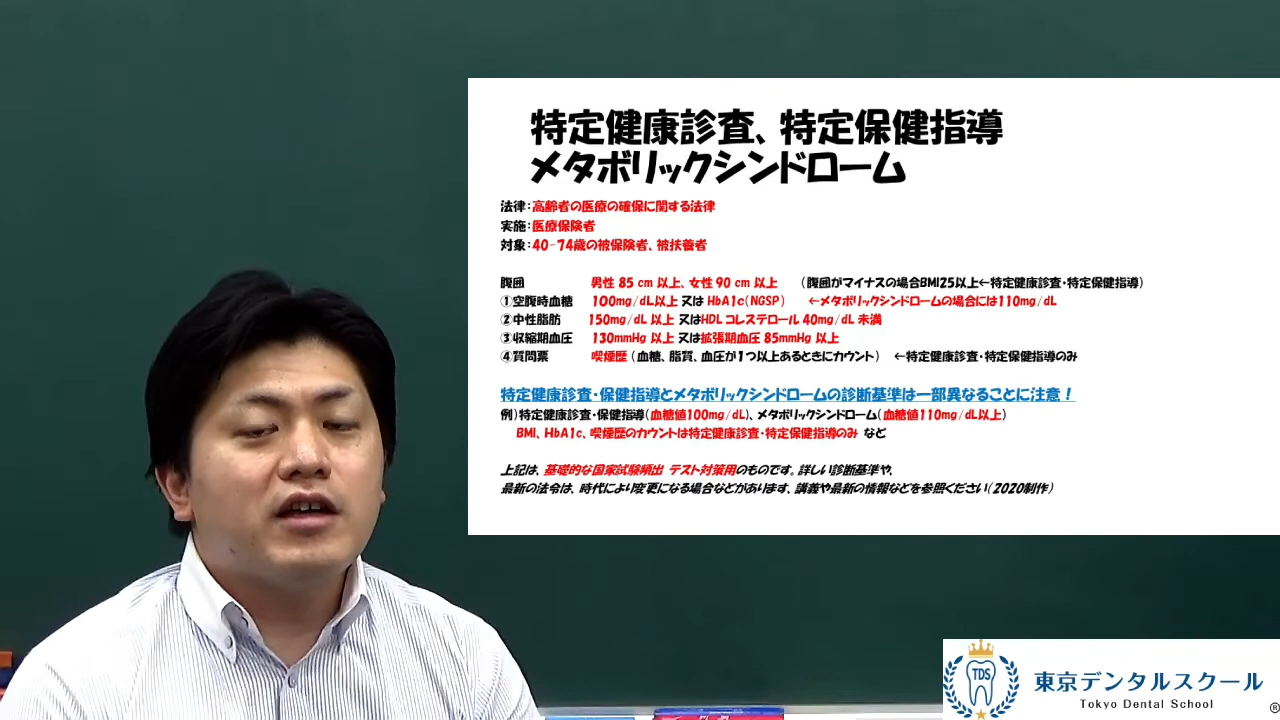 特定健康診査、特定保健指導
メタボリックシンドローム
法律：高齢者の医療の確保に関する法律
実施：医療保険者
対象：40-74歳の被保険者、被扶養者
腹囲 男性 85 cm 以上、女性 90 cm 以上 （腹囲がマイナスの場合BMI25以上←特定健康診査・特定保健指導）
①空腹時血糖 100mg/dL以上 又は HbA1c(NGSP) ←メタボリックシンドロームの場合には110mg/dL
②中性脂肪 150mg/dL 以上 又はHDL コレステロール 40mg/dL 未満
③収縮期血圧 130mmHg 以上 又は拡張期血圧 85mmHg 以上
④質問票 喫煙歴（血糖、脂質、血圧が1つ以上あるときにカウント） ←特定健康診査・特定保健指導のみ
特定健康診査・保健指導とメタボリックシンドロームの診断基準は一部異なることに注意！
例）特定健康診査・保健指導(血糖値100mg/dL)、メタボリックシンドローム(血糖値110mg/dL以上)
BMI、HbA1c、喫煙歴のカウントは特定健康診査・特定保健指導のみ など
上記は、基礎的な国家試験頻出 テスト対策用のものです。詳しい診断基準や、
最新の法令は、時代により変更になる場合などがあります、講義や最新の情報などを参照ください(2020制作)
TDS
東京デンタルスクール
Tokyo Dental School
®